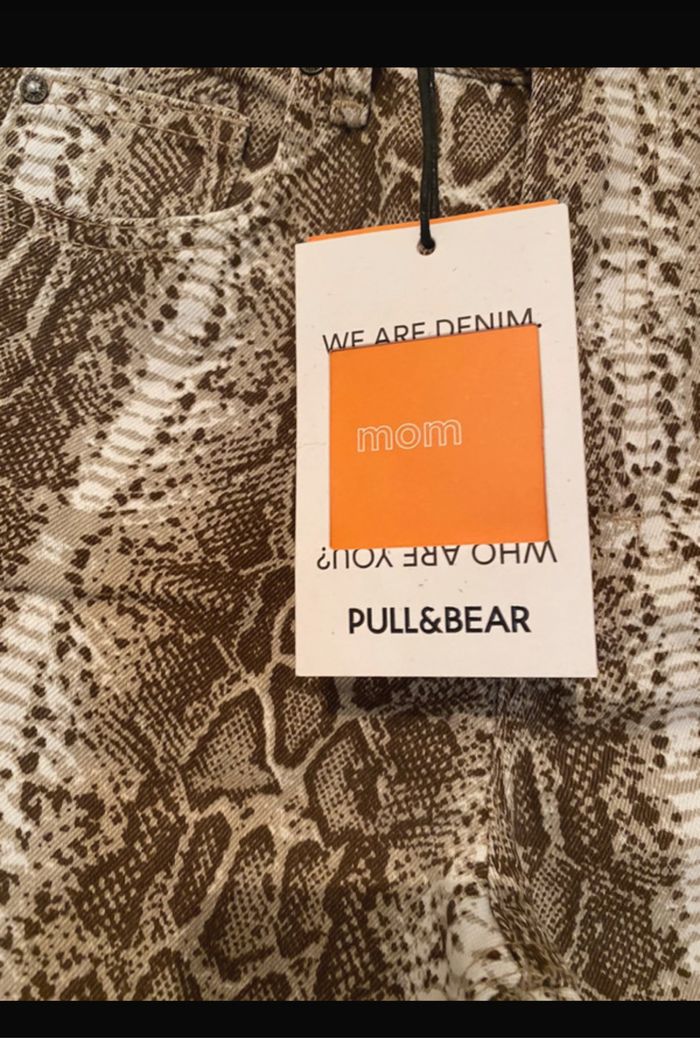 WE ARE DENIM.
mom
WHO ARE YOU?
PULL&BEAR